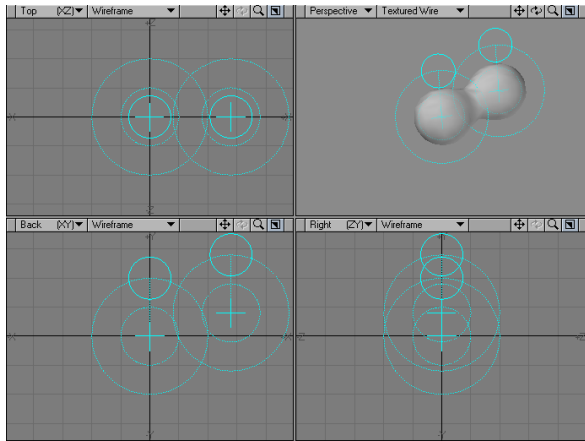 Top (XZ) Wireframe
Perspective Textured Wire
Back (XY) Wireframe
Right (ZY) Wireframe